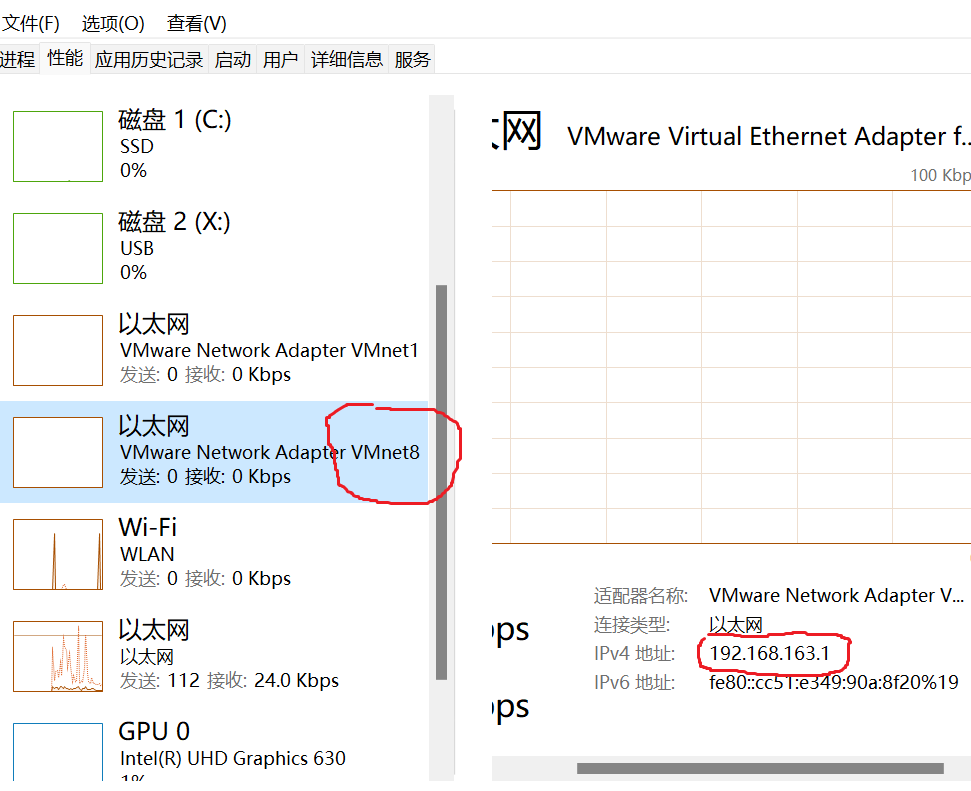 文件(F) 选项(O) 查看(V)
进程 性能 应用历史记录 启动 用户 详细信息 服务
磁盘 1 (C:)
SSD
0%
磁盘 2 (X:)
USB
0%
以太网
VMware Network Adapter VMnet1
发送: 0 接收: 0 Kbps
以太网
VMware Network Adapter VMnet8
发送: 0 接收: 0 Kbps
Wi-Fi
WLAN
发送: 0 接收: 0 Kbps
以太网
以太网
发送: 112 接收: 24.0 Kbps
GPU 0
Intel(R) UHD Graphics 630
1%
网 VMware Virtual Ethernet Adapter f...
100 Kbp
适配器名称: VMware Network Adapter V...
连接类型: 以太网
IPv4 地址: 192.168.163.1
IPv6 地址: fe80::cc51:e349:90a:8f20%19
ps
ps